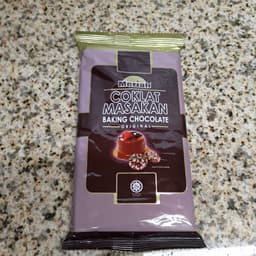 COKLAT
MASAKAN
BAKING CHOCOLATE
ORIGINAL